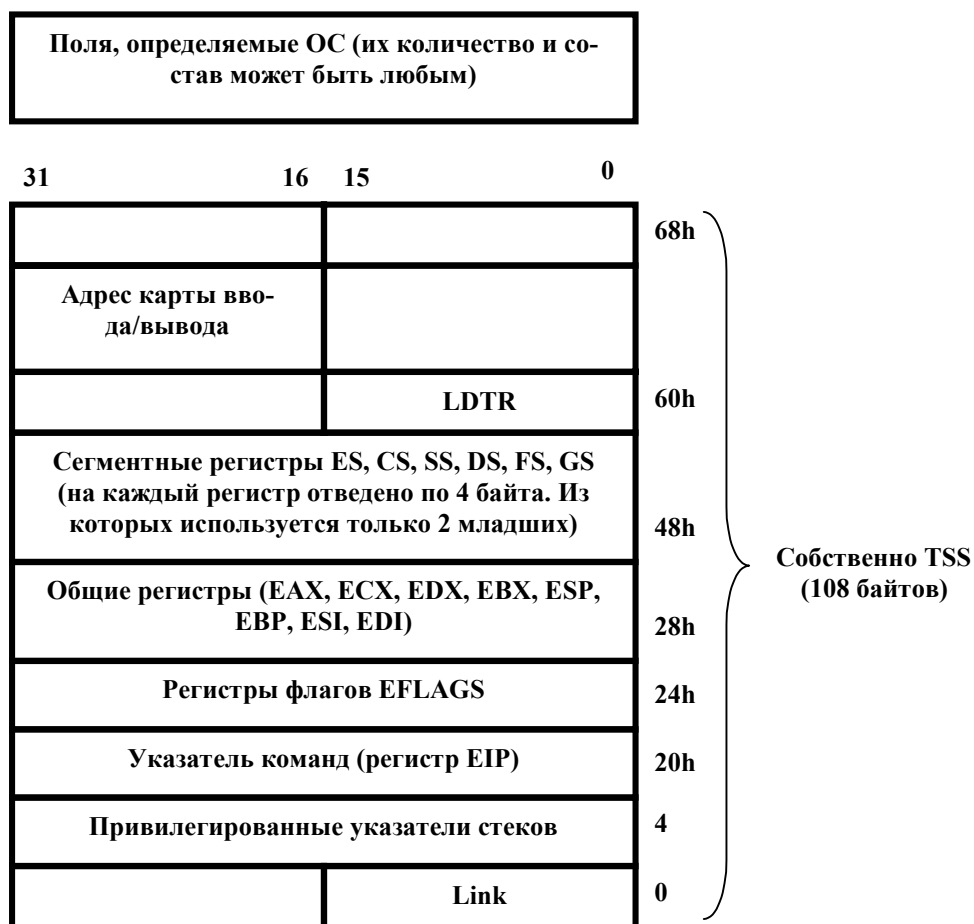 Поля, определяемые ОС (их количество и со-
став может быть любым)
31 16 15 0
68h
Адрес карты вво-
да/вывода
LDTR 60h
Сегментные регистры ES, CS, SS, DS, FS, GS
(на каждый регистр отведено по 4 байта. Из
которых используется только 2 младших)
48h
Собственно TSS
(108 байтов)
Общие регистры (EAX, ECX, EDX, EBX, ESP,
EBP, ESI, EDI)
28h
Регистры флагов EFLAGS 24h
Указатель команд (регистр EIP) 20h
Привилегированные указатели стеков 4
Link 0